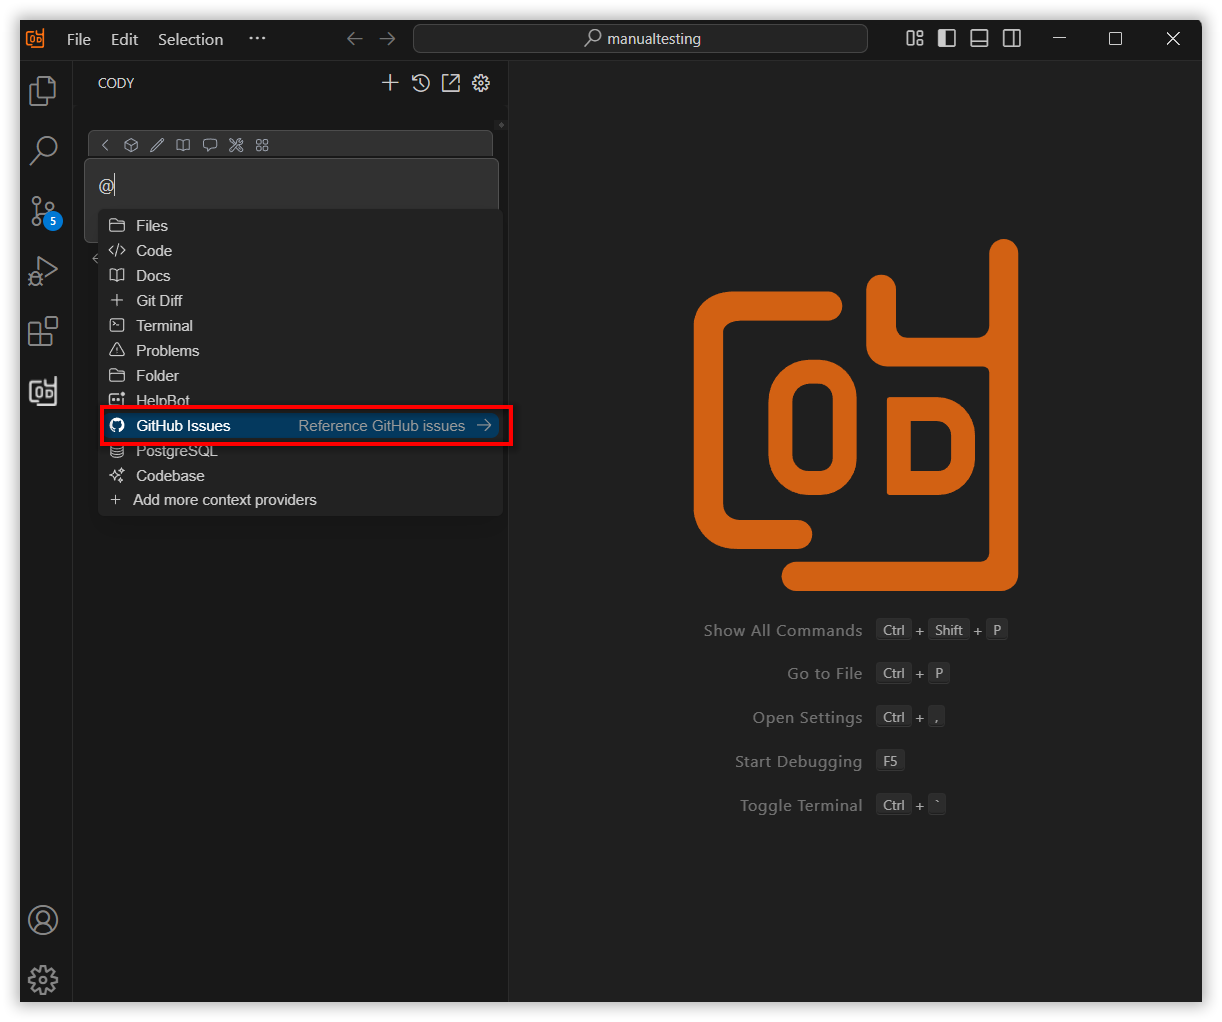 File Edit Selection ··· manualtesting
CODY
5
@
Files
Code
Docs
Git Diff
Terminal
Problems
Folder
HelpBot
GitHub Issues Reference GitHub issues
PostgreSQL
Codebase
Add more context providers
OD
Show All Commands Ctrl + Shift + P
Go to File Ctrl + P
Open Settings Ctrl + ,
Start Debugging F5
Toggle Terminal Ctrl + `